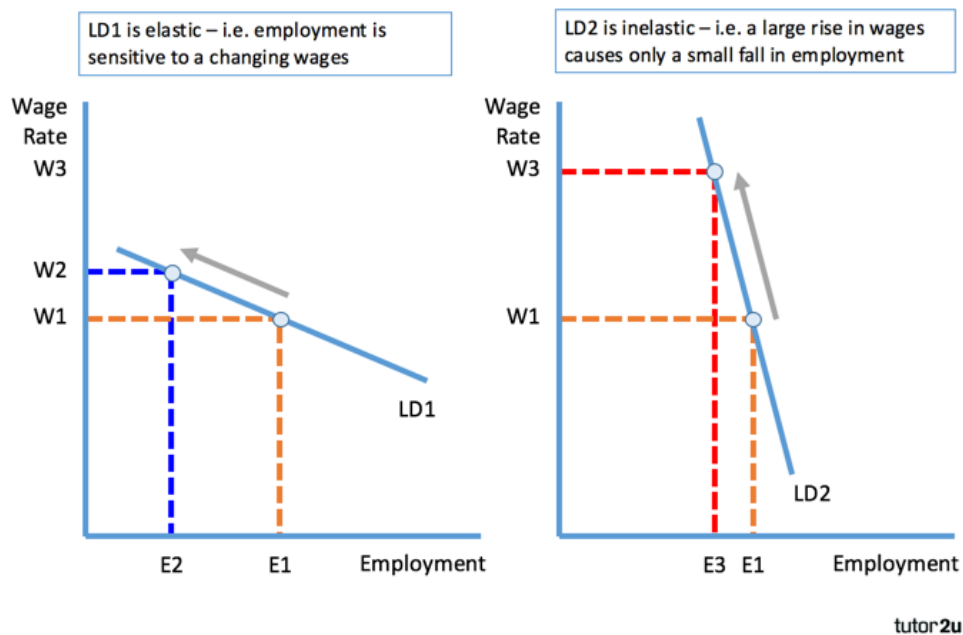 LD1 is elastic – i.e. employment is
sensitive to a changing wages
LD2 is inelastic – i.e. a large rise in wages
causes only a small fall in employment
Wage
Rate
W3
W2
W1
LD1
E2
E1
Employment
Wage
Rate
W3
W1
LD2
E3
E1
Employment
tutor2u